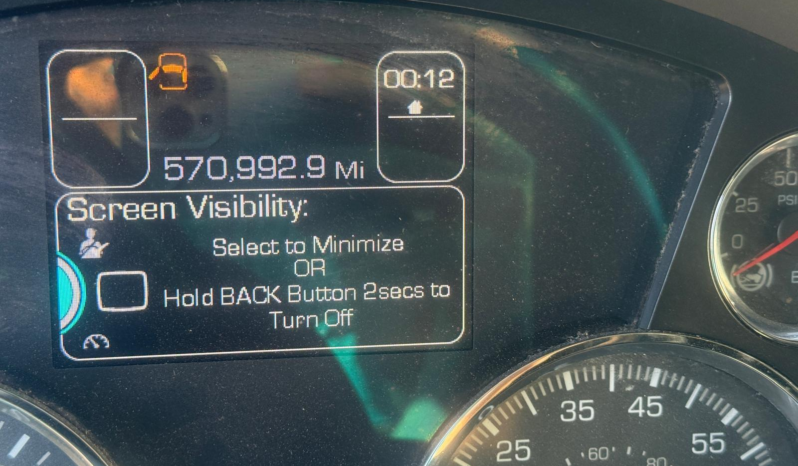 00:12
570,992.9 Mi
Screen Visibility:
Select to Minimize
OR
Hold BACK Button 2secs to
Turn Off
50
PSI
25
0
E
35
45
25
55
60
80